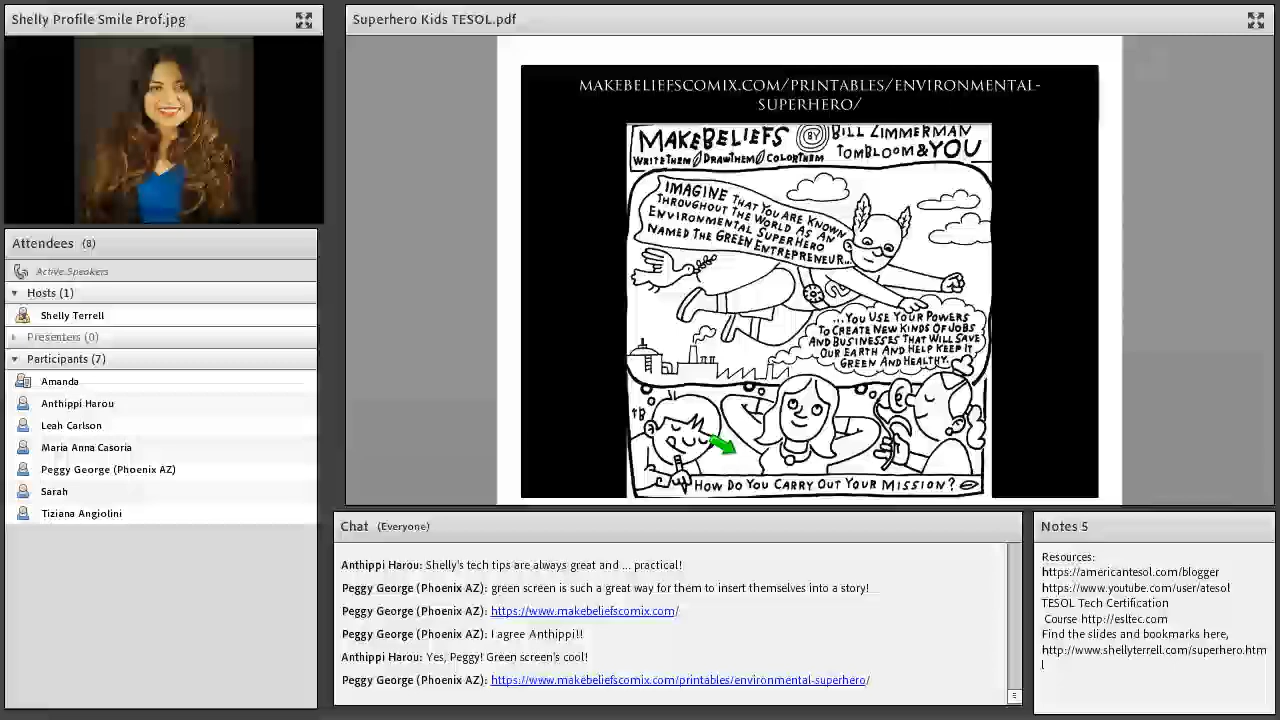 Shelly Profile Smile Prof.jpg
Attendees (8)
Active Speakers
Hosts (1)
Shelly Terrell
Presenters (0)
Participants (7)
Amanda
Anthippi Harou
Leah Carlson
Maria Anna Casoria
Peggy George (Phoenix AZ)
Sarah
Tiziana Angiolini
Superhero Kids TESOL.pdf
MAKEBELIEFSCOMIX.COM/PRINTABLES/ENVIRONMENTAL-
SUPERHERO/
MAKEBELIEFS BY BILL ZIMMERMAN
WRITE THEM DRAW THEM COLOR THEM TOM BLOOM & YOU
IMAGINE THAT YOU ARE KNOWN
THROUGHOUT THE WORLD AS AN
ENVIRONMENTAL SUPERHERO
NAMED THE GREEN ENTREPRENEUR...
...YOU USE YOUR POWERS
TO CREATE NEW KINDS OF JOBS
AND BUSINESSES THAT WILL SAVE
OUR EARTH AND HELP KEEP IT
GREEN AND HEALTHY.
TB
HOW DO YOU CARRY OUT YOUR MISSION?
Chat (Everyone)
Anthippi Harou: Shelly's tech tips are always great and ... practical!
Peggy George (Phoenix AZ): green screen is such a great way for them to insert themselves into a story!
Peggy George (Phoenix AZ): https://www.makebeliefscomix.com/
Peggy George (Phoenix AZ): I agree Anthippi!!
Anthippi Harou: Yes, Peggy! Green screen's cool!
Peggy George (Phoenix AZ): https://www.makebeliefscomix.com/printables/environmental-superhero/
Notes 5
Resources:
https://americantesol.com/blogger
https://www.youtube.com/user/atesol
TESOL Tech Certification
Course http://esltec.com
Find the slides and bookmarks here,
http://www.shellyterrell.com/superhero.htm
l